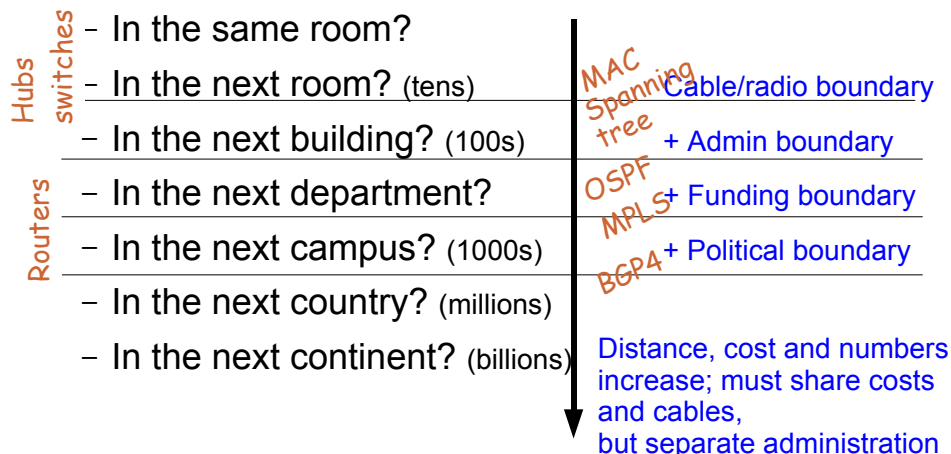 Hubs
switches
Routers
– In the same room?
– In the next room? (tens)
– In the next building? (100s)
– In the next department?
– In the next campus? (1000s)
– In the next country? (millions)
– In the next continent? (billions)
MAC
Spanning
tree
OSPF
MPLS
BGP4
Cable/radio boundary
+ Admin boundary
+ Funding boundary
+ Political boundary
Distance, cost and numbers
increase; must share costs
and cables,
but separate administration